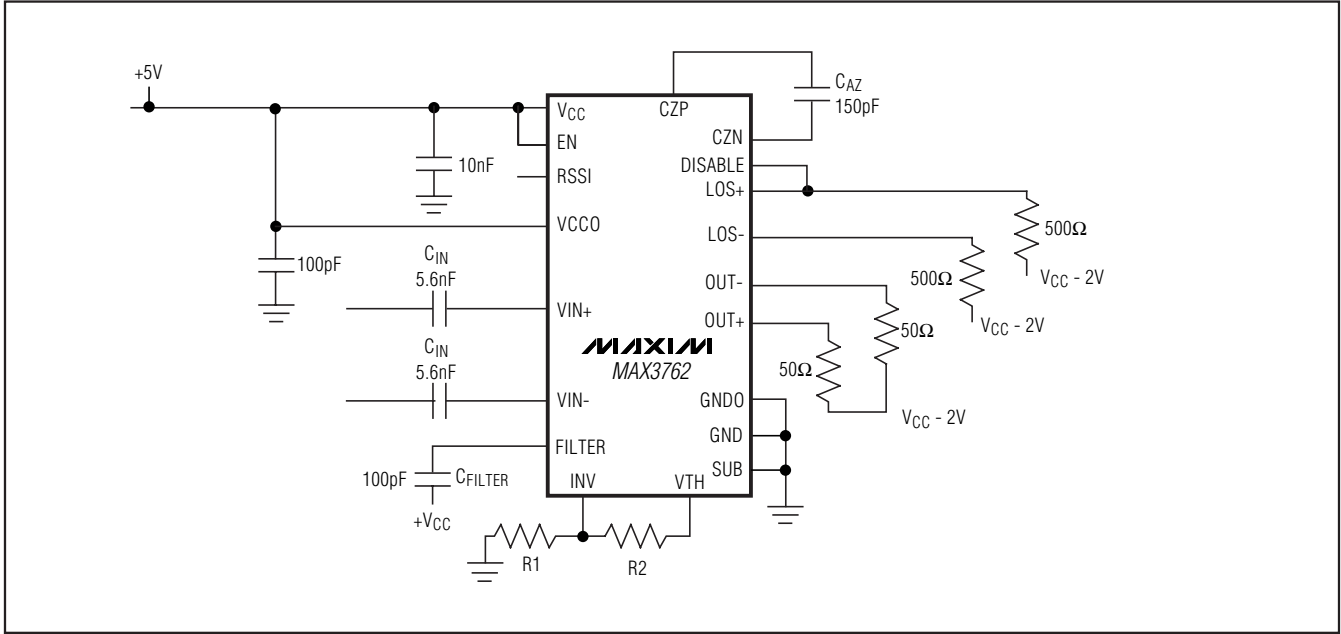 +5V
CAZ
150pF
VCC
CZP
CZN
EN
10nF
DISABLE
RSSI
LOS+
VCCO
500Ω
LOS-
CIN
100pF
VCC - 2V
5.6nF
500Ω
OUT-
VIN+
OUT+
VCC - 2V
50Ω
CIN
MAXIM
5.6nF
MAX3762
50Ω
VIN-
GNDO
VCC - 2V
GND
FILTER
SUB
100pF
CFILTER
INV
VTH
+VCC
R1
R2